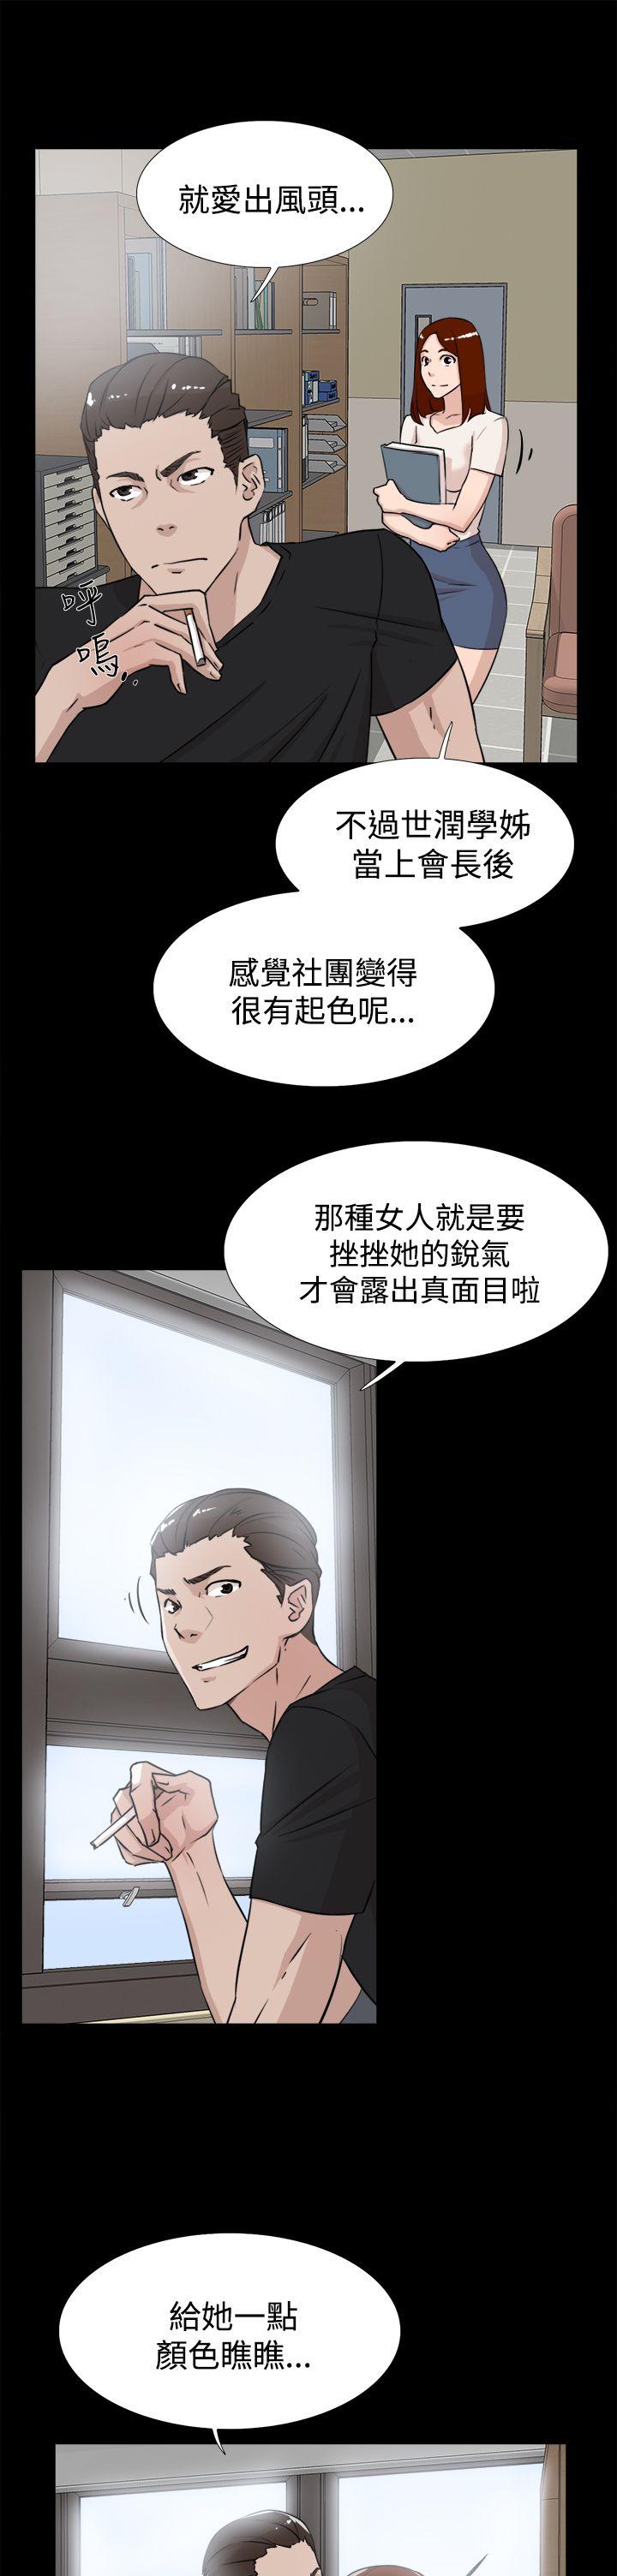 就愛出風頭...
呼
嗚..
不過世潤學姊
當上會長後
感覺社團變得
很有起色呢...
那種女人就是要
挫挫她的銳氣
才會露出真面目啦
給她一點
顏色瞧瞧...